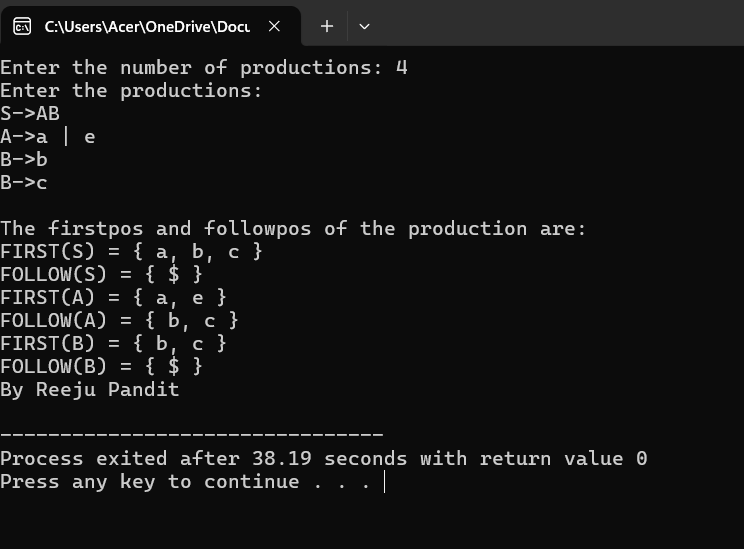 C:\Users\Acer\OneDrive\Docu
Enter the number of productions: 4
Enter the productions:
S->AB
A->a | e
B->b
B->c
The firstpos and followpos of the production are:
FIRST(S) = { a, b, c }
FOLLOW(S) = { $ }
FIRST(A) = { a, e }
FOLLOW(A) = { b, c }
FIRST(B) = { b, c }
FOLLOW(B) = { $ }
By Reeju Pandit
--------------------------------
Process exited after 38.19 seconds with return value 0
Press any key to continue . . .